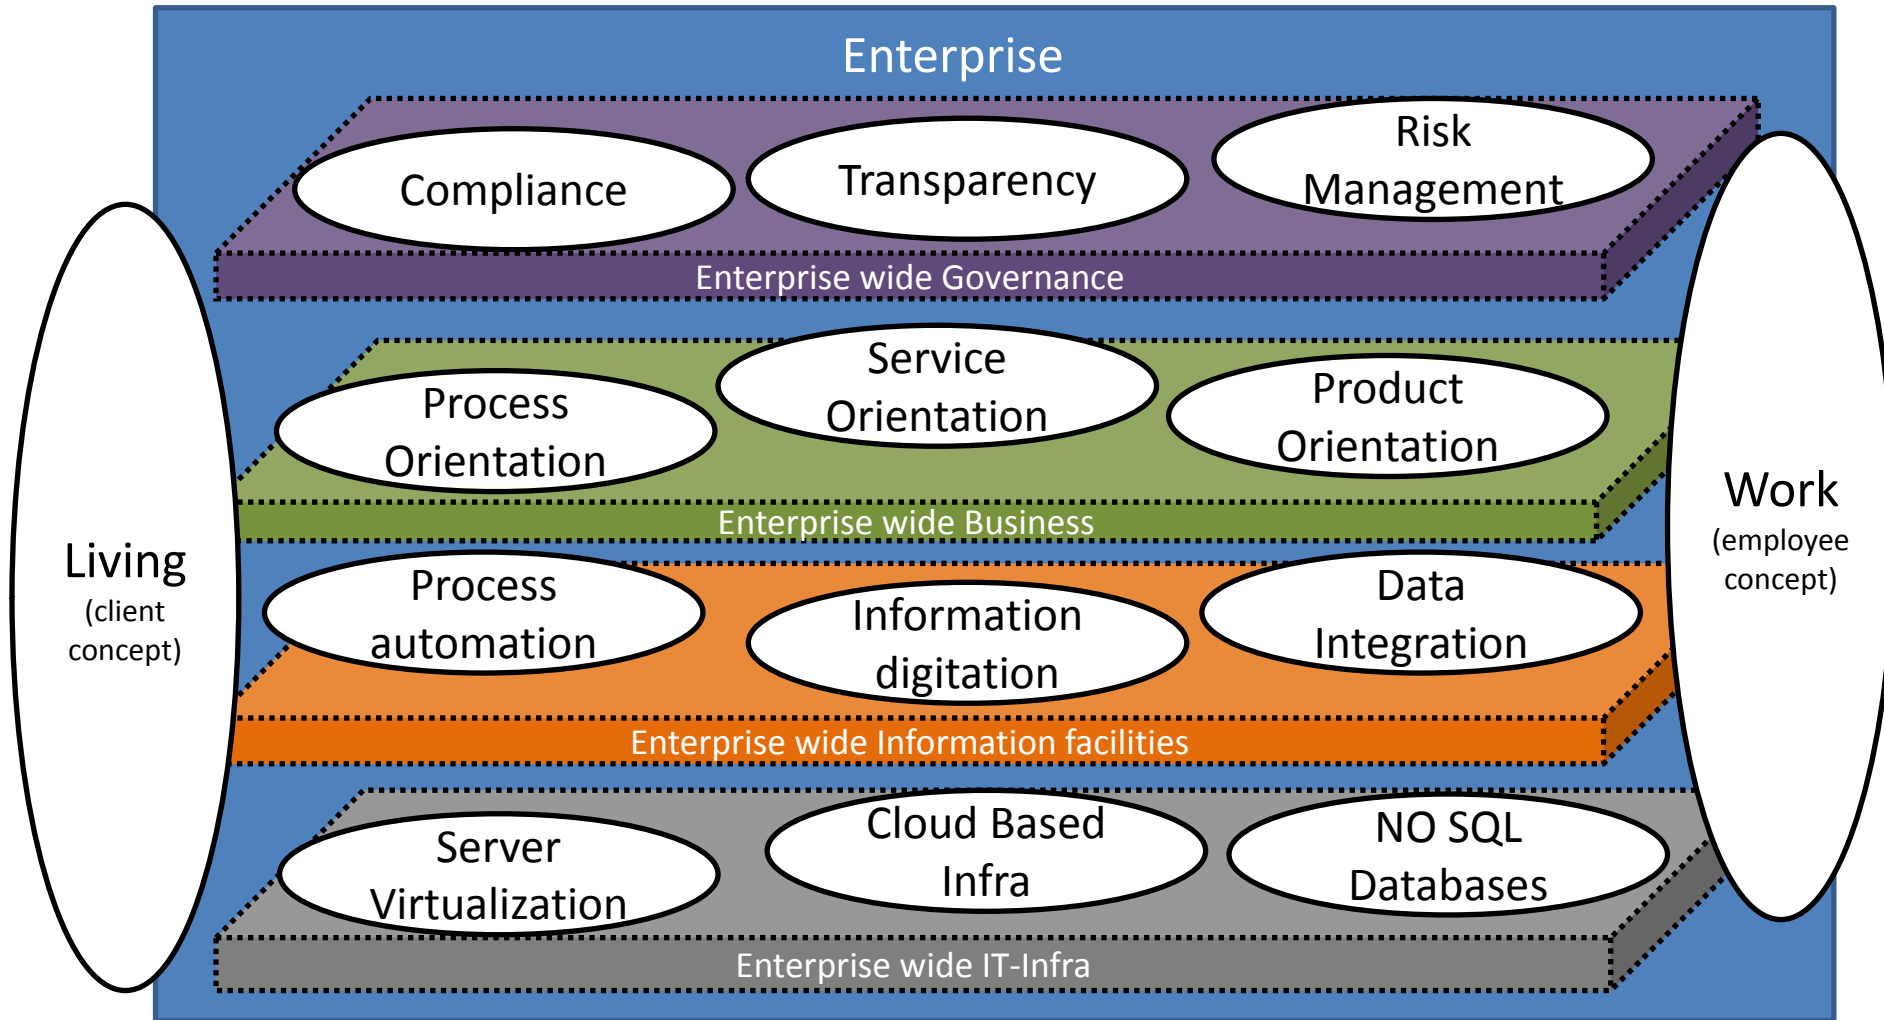 Enterprise
Compliance
Transparency
Risk
Management
Enterprise wide Governance
Process
Orientation
Service
Orientation
Product
Orientation
Enterprise wide Business
Living
(client
concept)
Work
(employee
concept)
Process
automation
Information
digitation
Data
Integration
Enterprise wide Information facilities
Server
Virtualization
Cloud Based
Infra
NO SQL
Databases
Enterprise wide IT-Infra